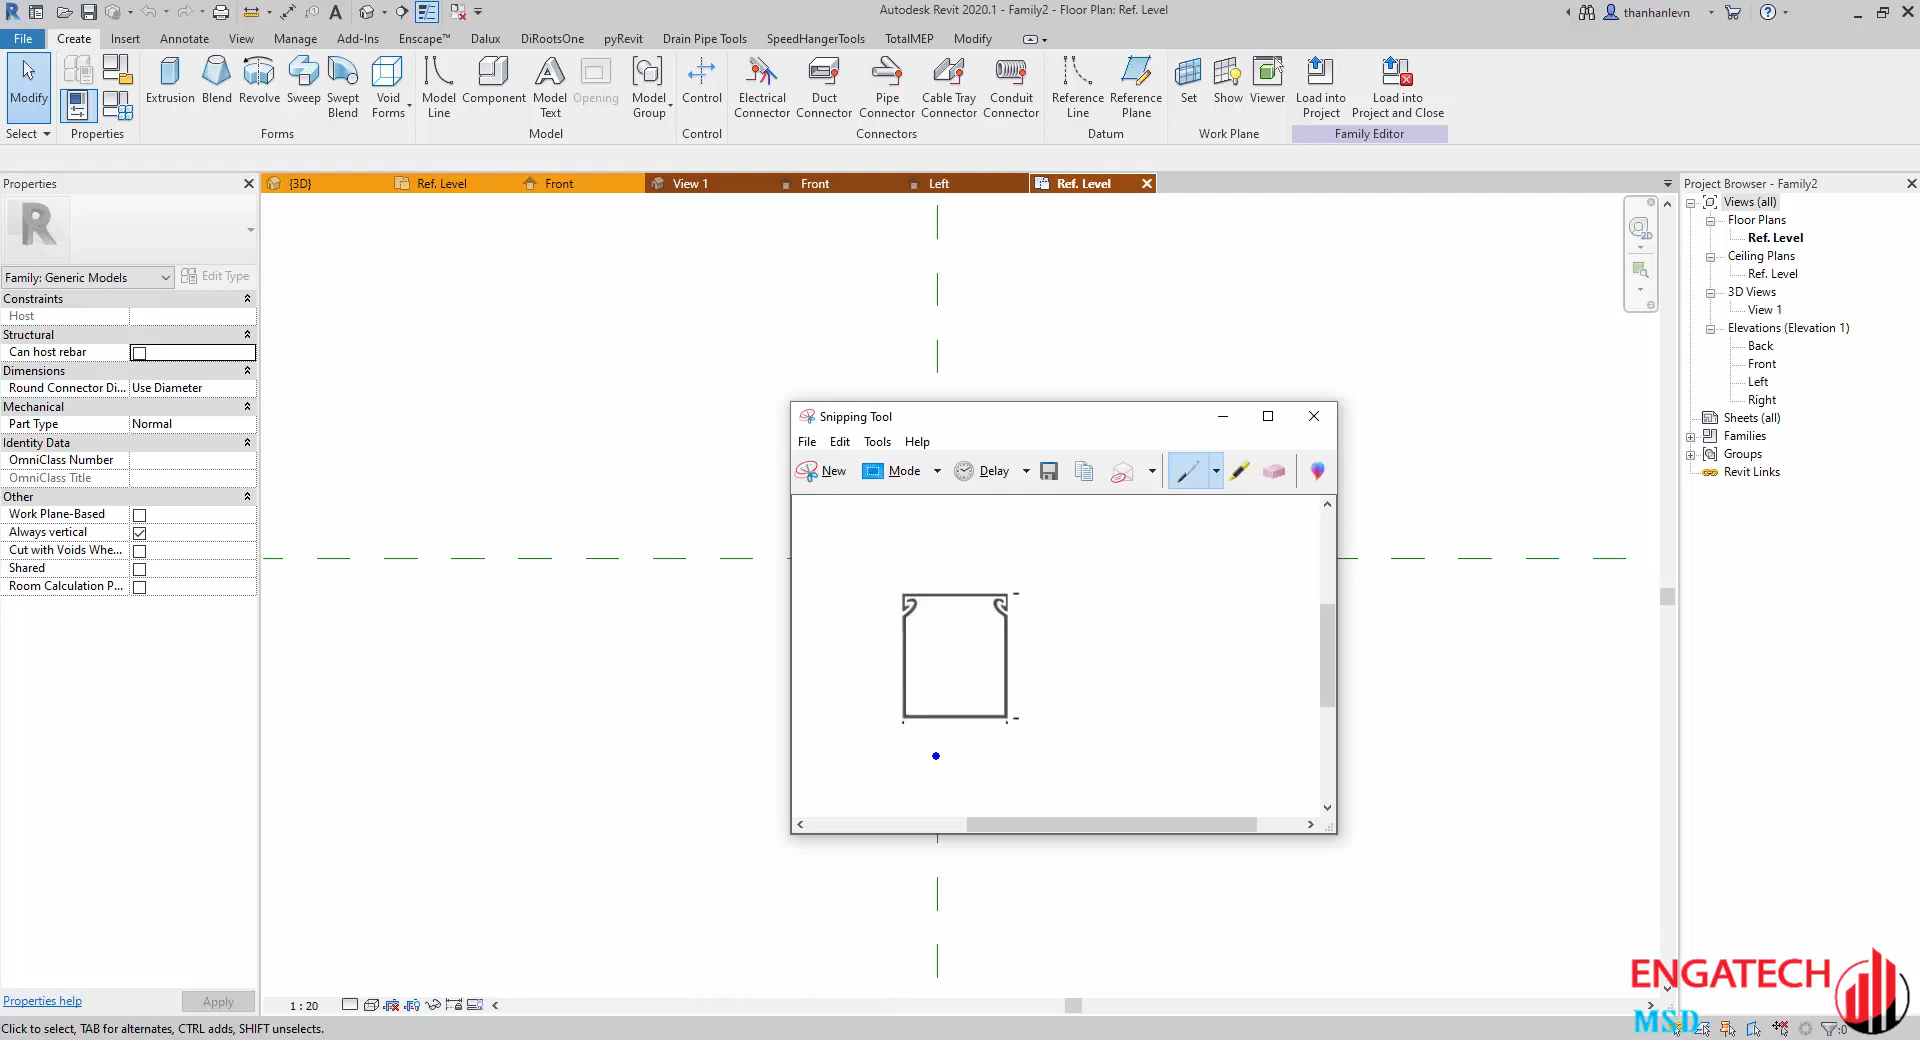 Autodesk Revit 2020.1 - Family2 - Floor Plan: Ref. Level
thanhanlevn
File Create Insert Annotate View Manage Add-Ins Enscape™ Dalux DiRootsOne pyRevit Drain Pipe Tools SpeedHangerTools TotalMEP Modify
Modify
Extrusion Blend Revolve Sweep Swept Blend Void Forms
Model Line Component Model Text Opening Model Group
Control
Electrical Connector Duct Connector Pipe Connector Cable Tray Connector Conduit Connector
Reference Line Reference Plane
Set Show Viewer
Load into Project Load into Project and Close
Select Properties Forms Model Control Connectors Datum Work Plane Family Editor
Properties
{3D} Ref. Level Front View 1 Front Left Ref. Level
Family: Generic Models Edit Type
Constraints
Host
Structural
Can host rebar
Dimensions
Round Connector Di... Use Diameter
Mechanical
Part Type Normal
Identity Data
OmniClass Number
OmniClass Title
Other
Work Plane-Based
Always vertical
Cut with Voids Whe...
Shared
Room Calculation P...
Properties help Apply
2D
Snipping Tool
File Edit Tools Help
New Mode Delay
1 : 20
Project Browser - Family2
Views (all)
Floor Plans
Ref. Level
Ceiling Plans
Ref. Level
3D Views
View 1
Elevations (Elevation 1)
Back
Front
Left
Right
Sheets (all)
Families
Groups
Revit Links
ENGATECH
MSD
Click to select, TAB for alternates, CTRL adds, SHIFT unselects.
:0